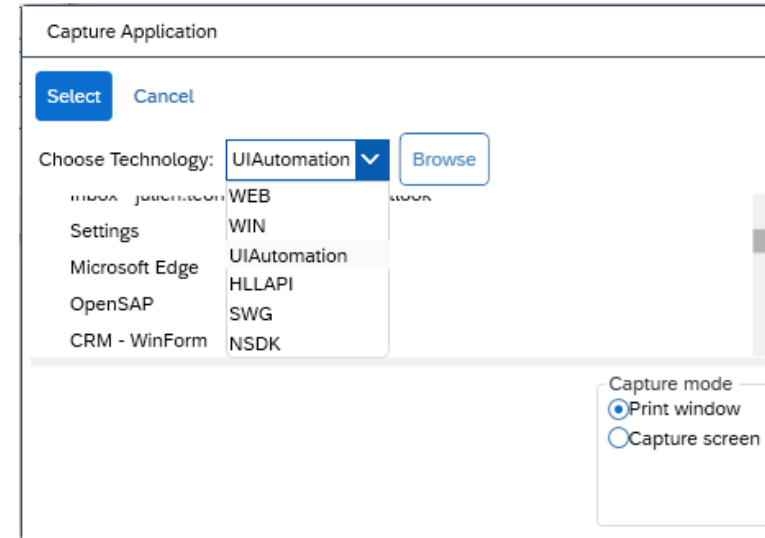 Capture Application
Select Cancel
Choose Technology: UIAutomation Browse
Inbox WEB
Settings WIN
Microsoft Edge UIAutomation
HLLAPI
OpenSAP SWG
CRM - WinForm NSDK
Capture mode
Print window
Capture screen